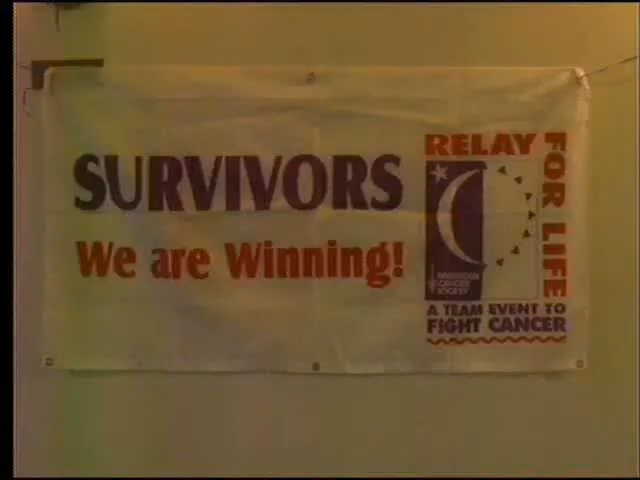 SURVIVORS
We are Winning!
RELAY
FOR LIFE
AMERICAN
CANCER
SOCIETY
A TEAM EVENT TO
FIGHT CANCER